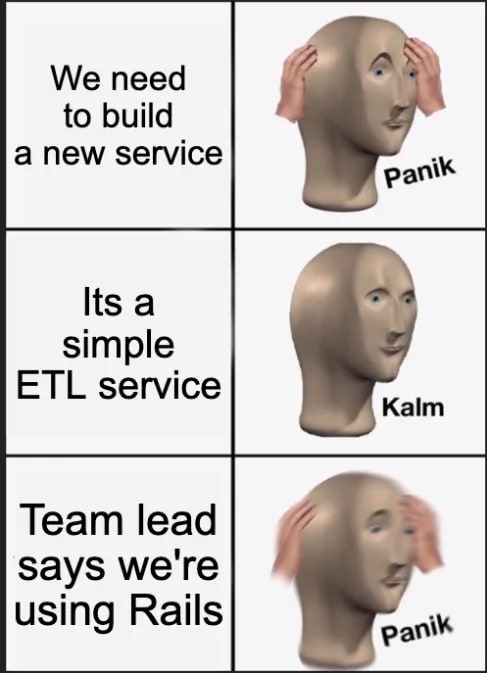 We need
to build
a new service
Panik
Its a
simple
ETL service
Kalm
Team lead
says we're
using Rails
Panik